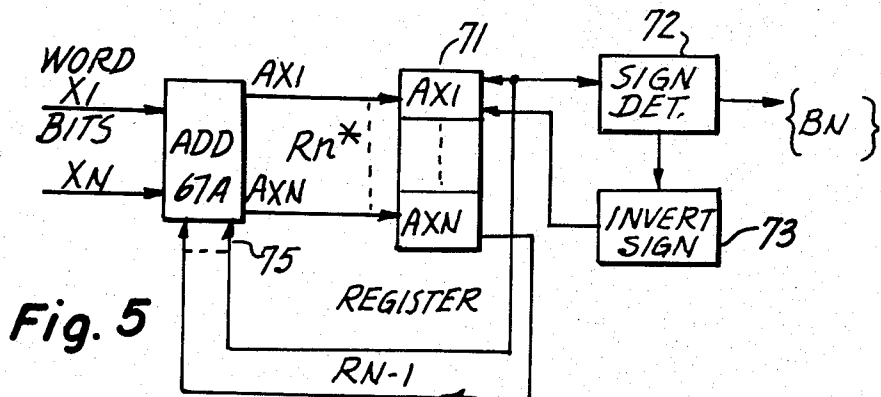 WORD
X1
BITS
XN
ADD
67A
AX1
AXN
Rn*
71
AX1
AXN
REGISTER
72
SIGN
DET.
{BN}
INVERT
SIGN
73
75
RN-1
Fig. 5